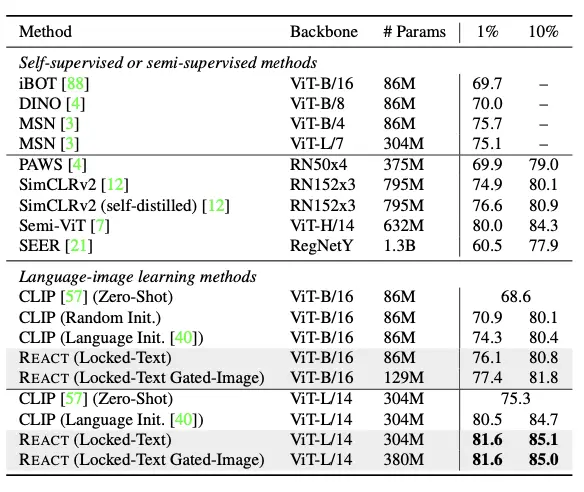 Method Backbone # Params 1% 10%
Self-supervised or semi-supervised methods
iBOT [88] ViT-B/16 86M 69.7 –
DINO [4] ViT-B/8 86M 70.0 –
MSN [3] ViT-B/4 86M 75.7 –
MSN [3] ViT-L/7 304M 75.1 –
PAWS [4] RN50x4 375M 69.9 79.0
SimCLRv2 [12] RN152x3 795M 74.9 80.1
SimCLRv2 (self-distilled) [12] RN152x3 795M 76.6 80.9
Semi-ViT [7] ViT-H/14 632M 80.0 84.3
SEER [21] RegNetY 1.3B 60.5 77.9
Language-image learning methods
CLIP [57] (Zero-Shot) ViT-B/16 86M 68.6
CLIP (Random Init.) ViT-B/16 86M 70.9 80.1
CLIP (Language Init. [40]) ViT-B/16 86M 74.3 80.4
REACT (Locked-Text) ViT-B/16 86M 76.1 80.8
REACT (Locked-Text Gated-Image) ViT-B/16 129M 77.4 81.8
CLIP [57] (Zero-Shot) ViT-L/14 304M 75.3
CLIP (Language Init. [40]) ViT-L/14 304M 80.5 84.7
REACT (Locked-Text) ViT-L/14 304M 81.6 85.1
REACT (Locked-Text Gated-Image) ViT-L/14 380M 81.6 85.0